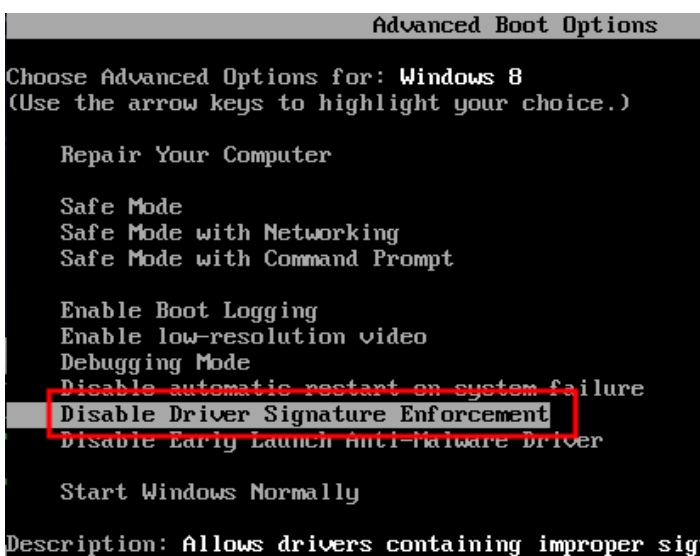 Advanced Boot Options
Choose Advanced Options for: Windows 8
(Use the arrow keys to highlight your choice.)
Repair Your Computer
Safe Mode
Safe Mode with Networking
Safe Mode with Command Prompt
Enable Boot Logging
Enable low-resolution video
Debugging Mode
Disable automatic restart on system failure
Disable Driver Signature Enforcement
Disable Early Launch Anti-Malware Driver
Start Windows Normally
Description: Allows drivers containing improper sig